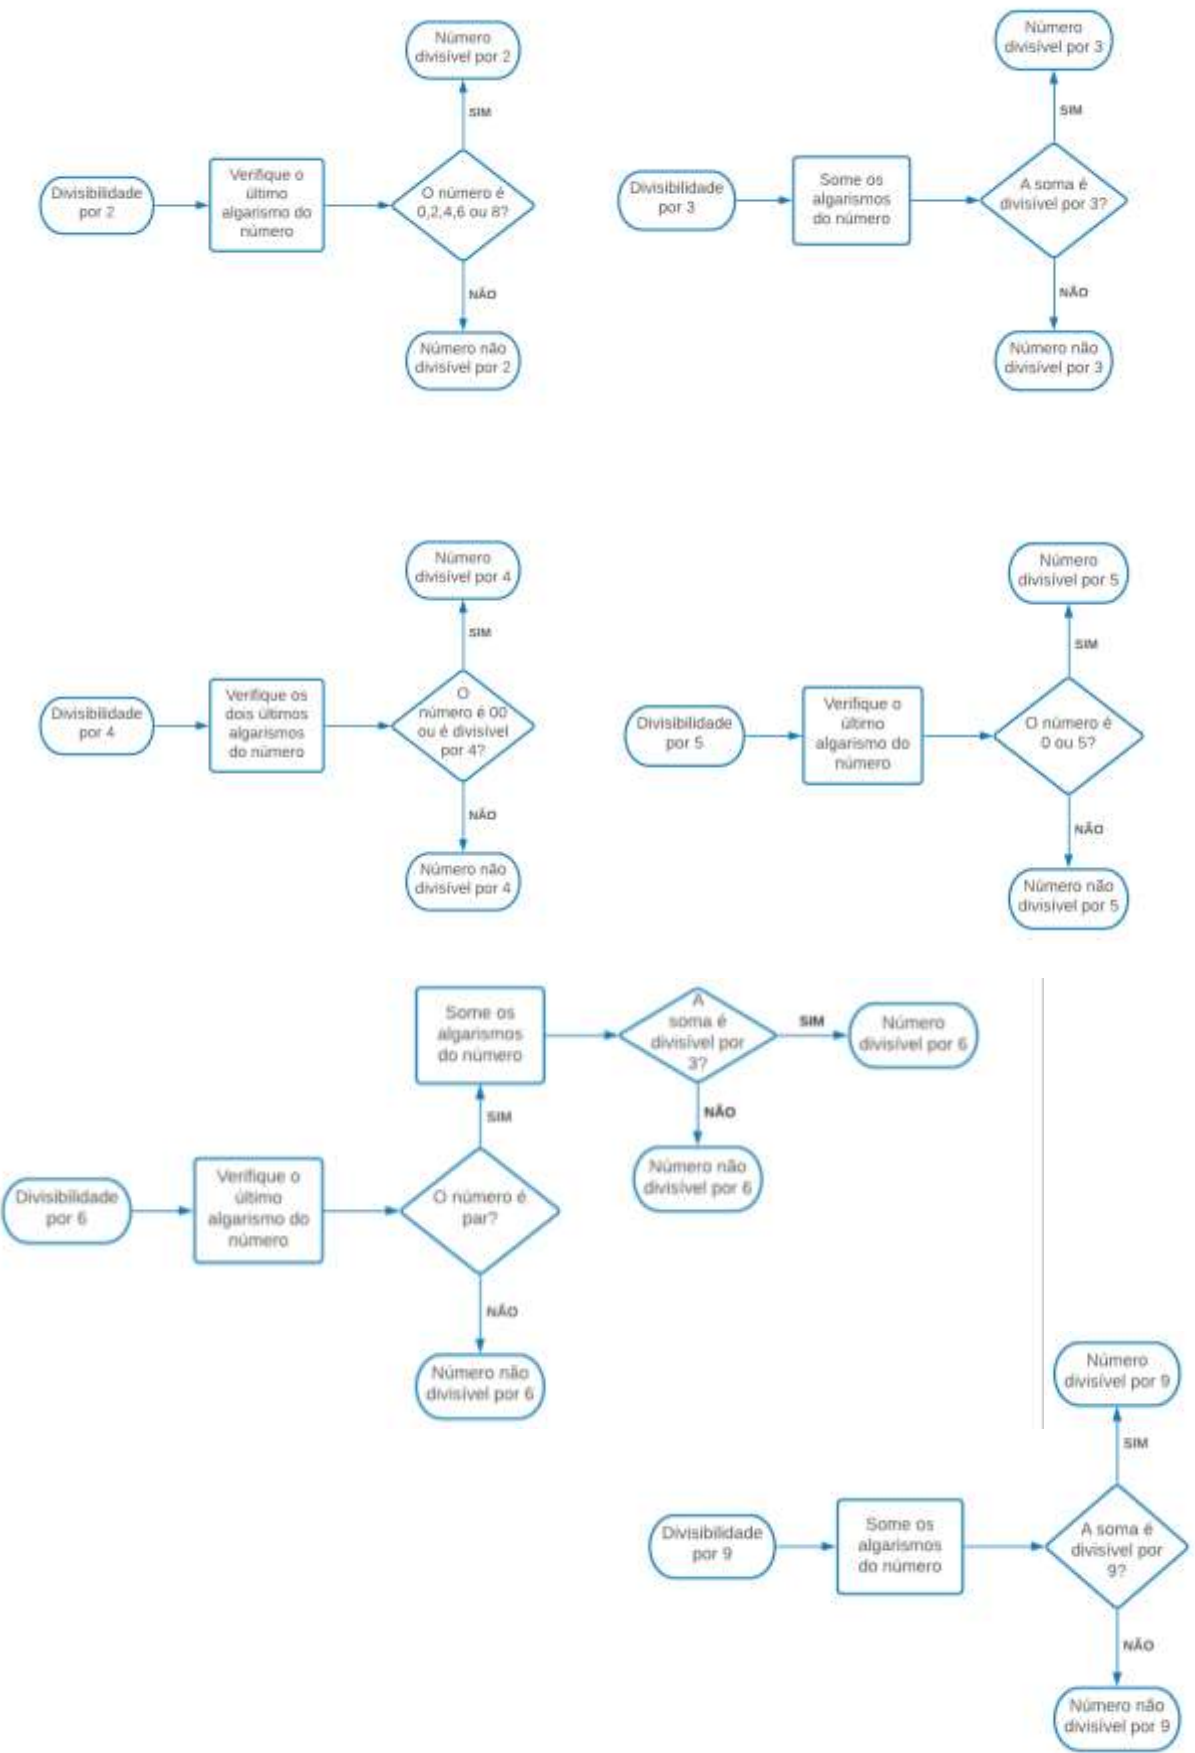 Número
divisível por 2
SIM
Divisibilidade
por 2
Verifique o
último
algarismo do
número
O número é
0,2,4,6 ou 8?
NÃO
Número não
divisível por 2
Número
divisível por 3
SIM
Divisibilidade
por 3
Some os
algarismos
do número
A soma é
divisível por 3?
NÃO
Número não
divisível por 3
Número
divisível por 4
SIM
Divisibilidade
por 4
Verifique os
dois últimos
algarismos
do número
O
número é 00
ou é divisível
por 4?
NÃO
Número não
divisível por 4
Número
divisível por 5
SIM
Divisibilidade
por 5
Verifique o
último
algarismo do
número
O número é
0 ou 5?
NÃO
Número não
divisível por 5
Some os
algarismos
do número
A
soma é
divisível por
3?
SIM
Número
divisível por 6
NÃO
Número não
divisível por 6
SIM
Divisibilidade
por 6
Verifique o
último
algarismo do
número
O número é
par?
NÃO
Número não
divisível por 6
Número
divisível por 9
SIM
Divisibilidade
por 9
Some os
algarismos
do número
A soma é
divisível por
9?
NÃO
Número não
divisível por 9